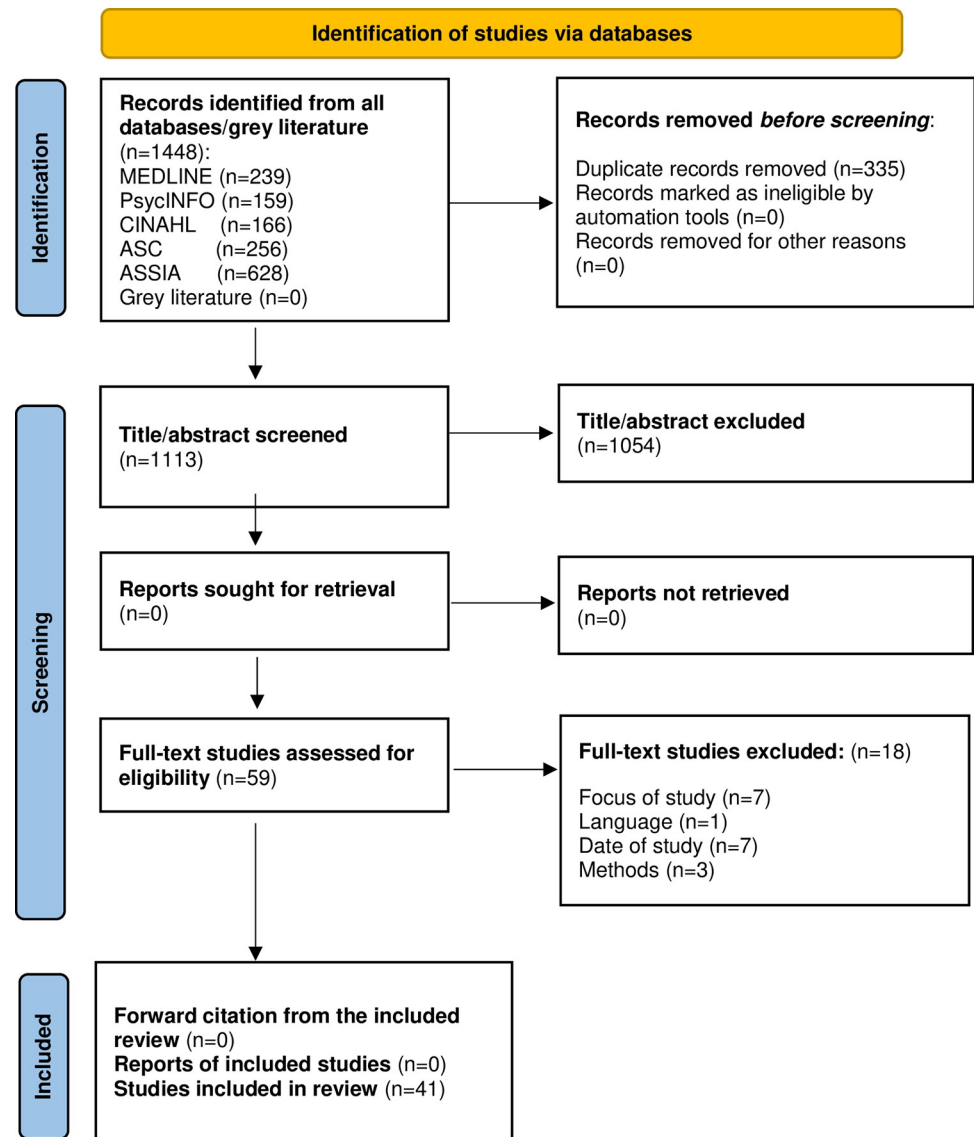 Identification of studies via databases
Identification
Records identified from all
databases/grey literature
(n=1448):
MEDLINE (n=239)
PsycINFO (n=159)
CINAHL (n=166)
ASC (n=256)
ASSIA (n=628)
Grey literature (n=0)
Records removed before screening:
Duplicate records removed (n=335)
Records marked as ineligible by
automation tools (n=0)
Records removed for other reasons
(n=0)
Screening
Title/abstract screened
(n=1113)
Title/abstract excluded
(n=1054)
Reports sought for retrieval
(n=0)
Reports not retrieved
(n=0)
Full-text studies assessed for
eligibility (n=59)
Full-text studies excluded: (n=18)
Focus of study (n=7)
Language (n=1)
Date of study (n=7)
Methods (n=3)
Included
Forward citation from the included
review (n=0)
Reports of included studies (n=0)
Studies included in review (n=41)